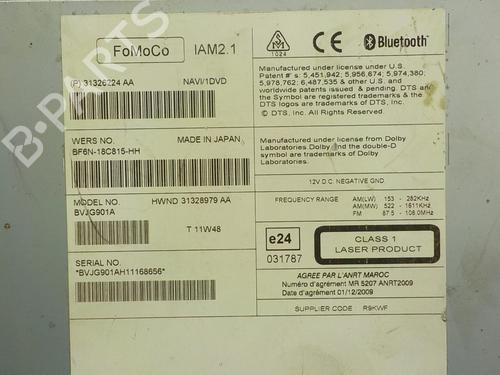 FoMoCo IAM2.1
(P) 31326224 AA NAVI/1DVD
WERS NO. MADE IN JAPAN
BF6N-18C815-HH
MODEL NO. HWND 31328979 AA
BVJG901A
T 11W48
SERIAL NO.
*BVJG901AH11168656*
SM
1024
CE
Bluetooth
Manufactured under license under U.S.
Patent #'s : 5,451,942; 5,956,674; 5,974,380;
5,978,762; 6,487,535 & other U.S. and
worldwide patents issued & pending. DTS and
the Symbol are registered trademarks &
DTS logos are trademarks of DTS, Inc.
© DTS, Inc. All Rights Reserved.
Manufactured under license from Dolby
Laboratories Dolby and the double-D
symbol are trademarks of Dolby
Laboratories.
12V D.C. NEGATIVE GND
FREQUENCY RANGE AM(LW) 153 - 282KHz
AM(MW) 522 - 1611KHz
FM 87.5 - 108.0MHz
e24
031787
CLASS 1
LASER PRODUCT
AGREE PAR L'ANRT MAROC
Numéro d'agrément MR 5207 ANRT2009
Date d'agrément 01/12/2009
SUPPLIER CODE R9KWF
B-PARTS